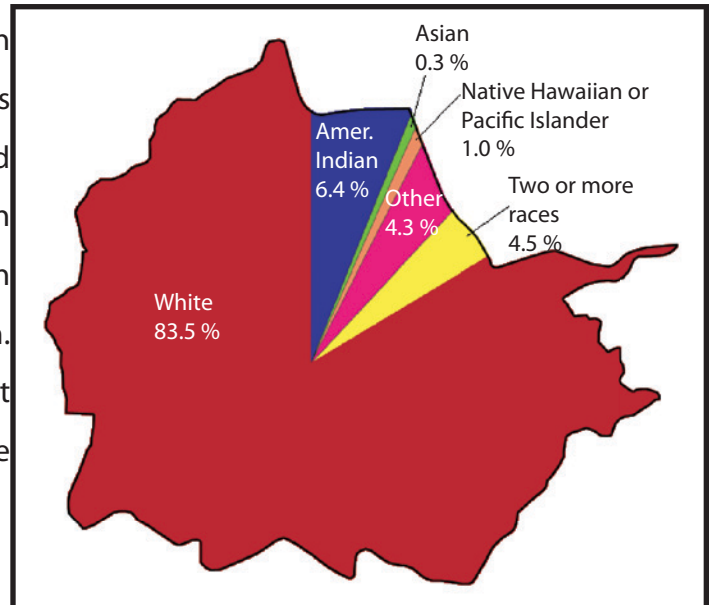 n
s
d
n
n
n.
t
e
Asian
0.3 %
Native Hawaiian or
Pacific Islander
1.0 %
Amer.
Indian
6.4 %
Two or more
races
4.5 %
Other
4.3 %
White
83.5 %